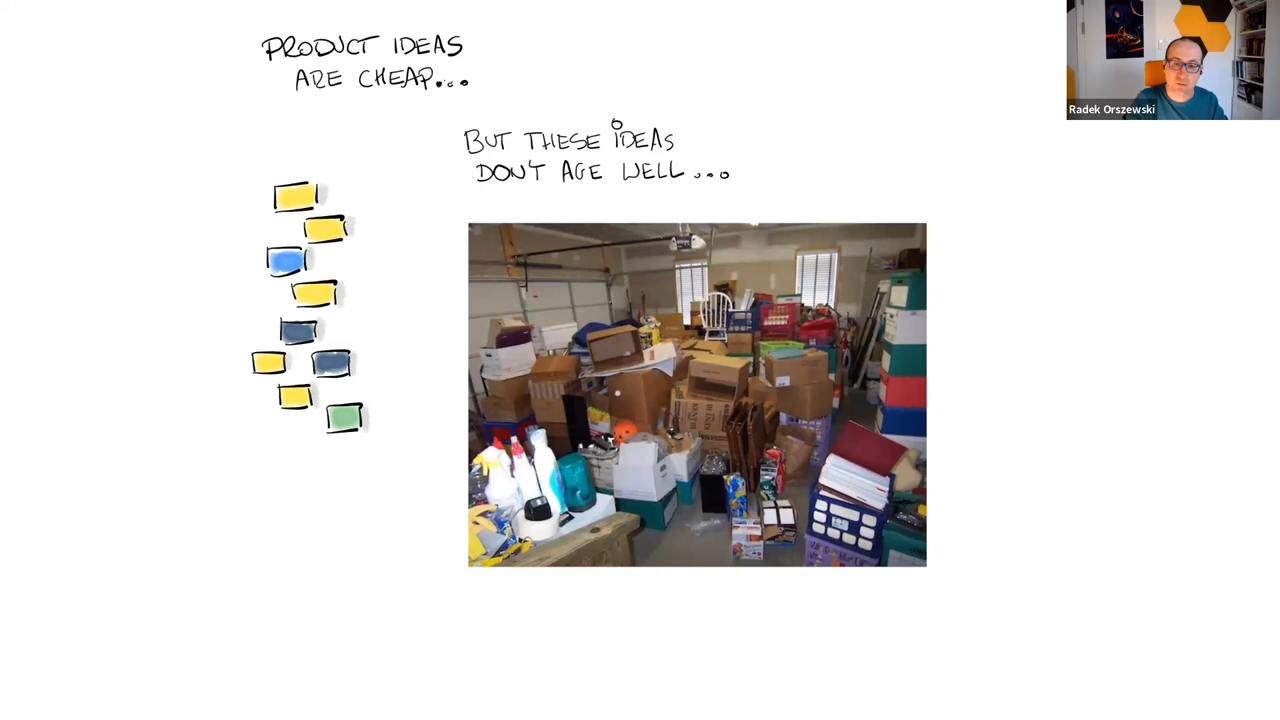 PRODUCT IDEAS
ARE CHEAP...
BUT THESE IDEAS
DON'T AGE WELL...
Radek Orszewski